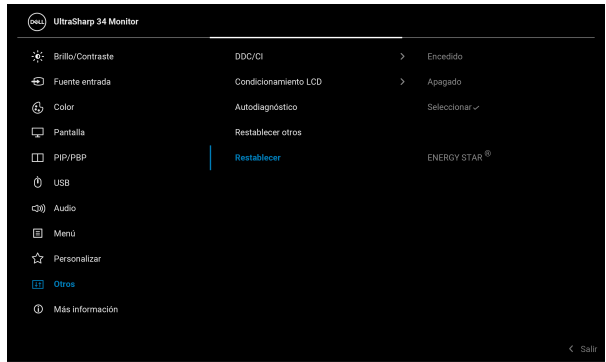 DELL UltraSharp 34 Monitor
Brillo/Contraste DDC/CI > Encedido
Fuente entrada Condicionamiento LCD > Apagado
Color Autodiagnóstico Seleccionar ✓
Pantalla Restablecer otros
PIP/PBP Restablecer ENERGY STAR ®
USB
Audio
Menú
Personalizar
Otros
Más información
< Salir